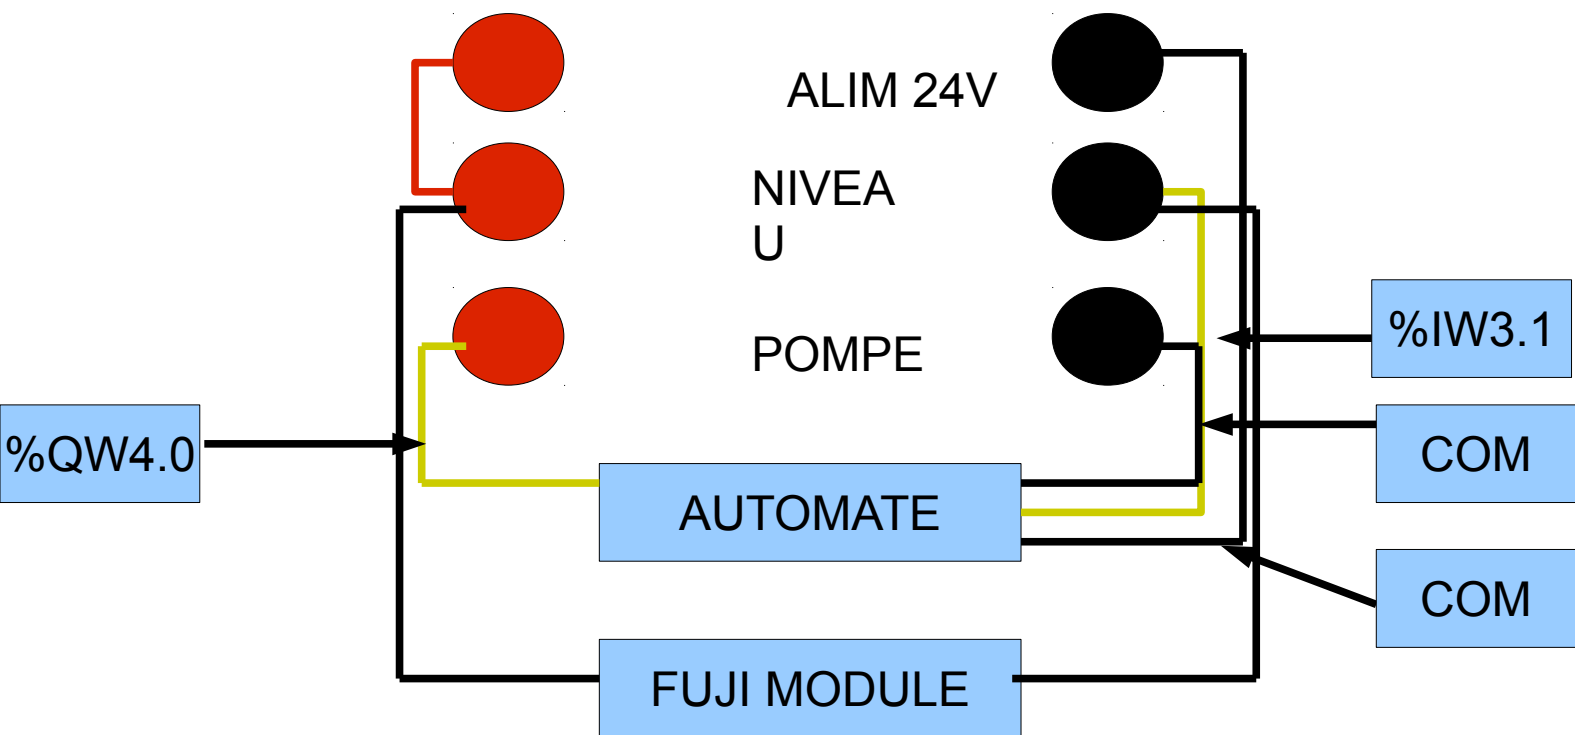 ALIM 24V
NIVEA
U
POMPE
%IW3.1
%QW4.0
COM
AUTOMATE
COM
FUJI MODULE